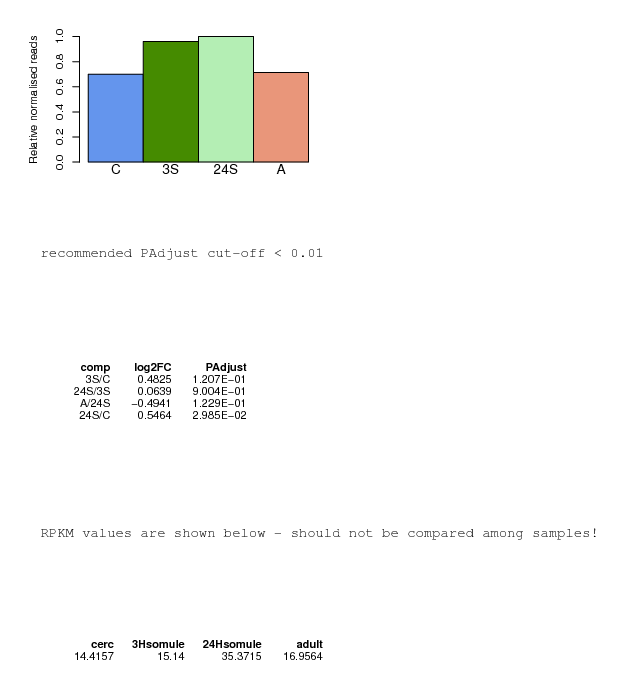 Relative normalised reads
1.0
0.8
0.6
0.4
0.2
0.0
C 3S 24S A
recommended PAdjust cut-off < 0.01
comp log2FC PAdjust
3S/C 0.4825 1.207E-01
24S/3S 0.0639 9.004E-01
A/24S −0.4941 1.229E-01
24S/C 0.5464 2.985E-02
RPKM values are shown below - should not be compared among samples!
cerc 3Hsomule 24Hsomule adult
14.4157 15.14 35.3715 16.9564